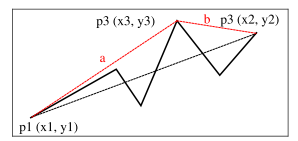 p3 (x3, y3)
b
p3 (x2, y2)
a
p1 (x1, y1)